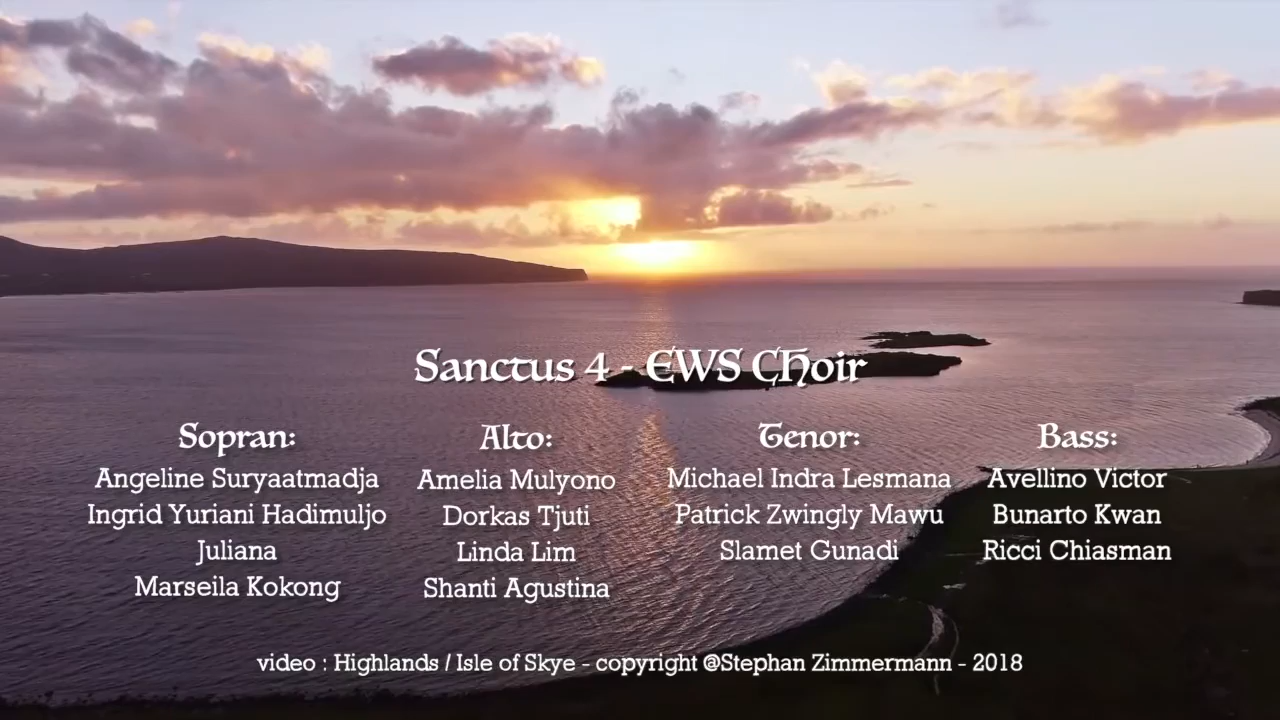 Sanctus 4 - EWS Choir
Sopran:
Angeline Suryaatmadja
Ingrid Yuriani Hadimuljo
Juliana
Marseila Kokong
Alto:
Amelia Mulyono
Dorkas Tjuti
Linda Lim
Shanti Agustina
Tenor:
Michael Indra Lesmana
Patrick Zwingly Mawu
Slamet Gunadi
Bass:
Avellino Victor
Bunarto Kwan
Ricci Chiasman
video : Highlands / Isle of Skye - copyright @Stephan Zimmermann - 2018